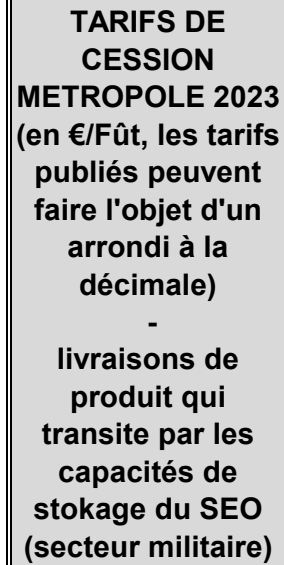 TARIFS DE
CESSION
METROPOLE 2023
(en €/Fût, les tarifs
publiés peuvent
faire l'objet d'un
arrondi à la
décimale)
-
livraisons de
produit qui
transite par les
capacités de
stokage du SEO
(secteur militaire)